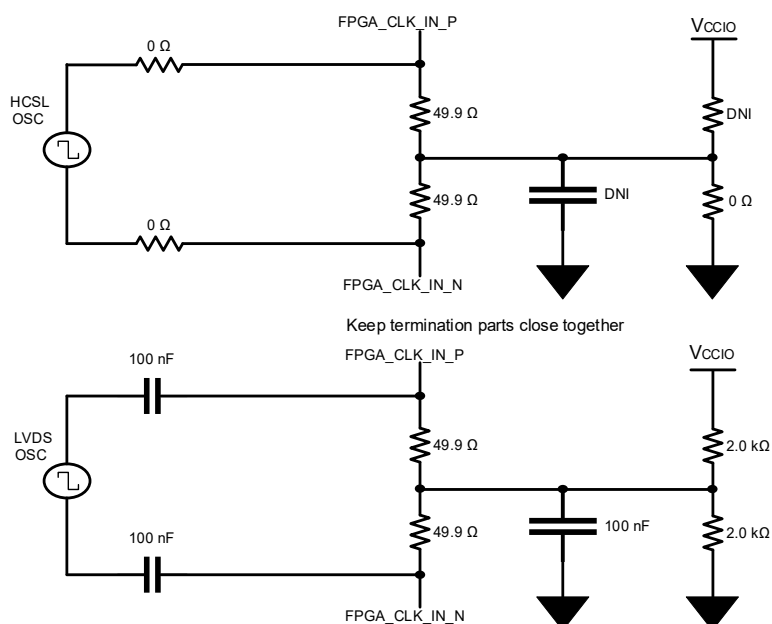 FPGA_CLK_IN_P
VCCIO
0 Ω
HCSL
OSC
49.9 Ω
DNI
49.9 Ω
DNI
0 Ω
0 Ω
FPGA_CLK_IN_N
Keep termination parts close together
FPGA_CLK_IN_P
VCCIO
100 nF
LVDS
OSC
49.9 Ω
2.0 kΩ
100 nF
49.9 Ω
100 nF
2.0 kΩ
FPGA_CLK_IN_N